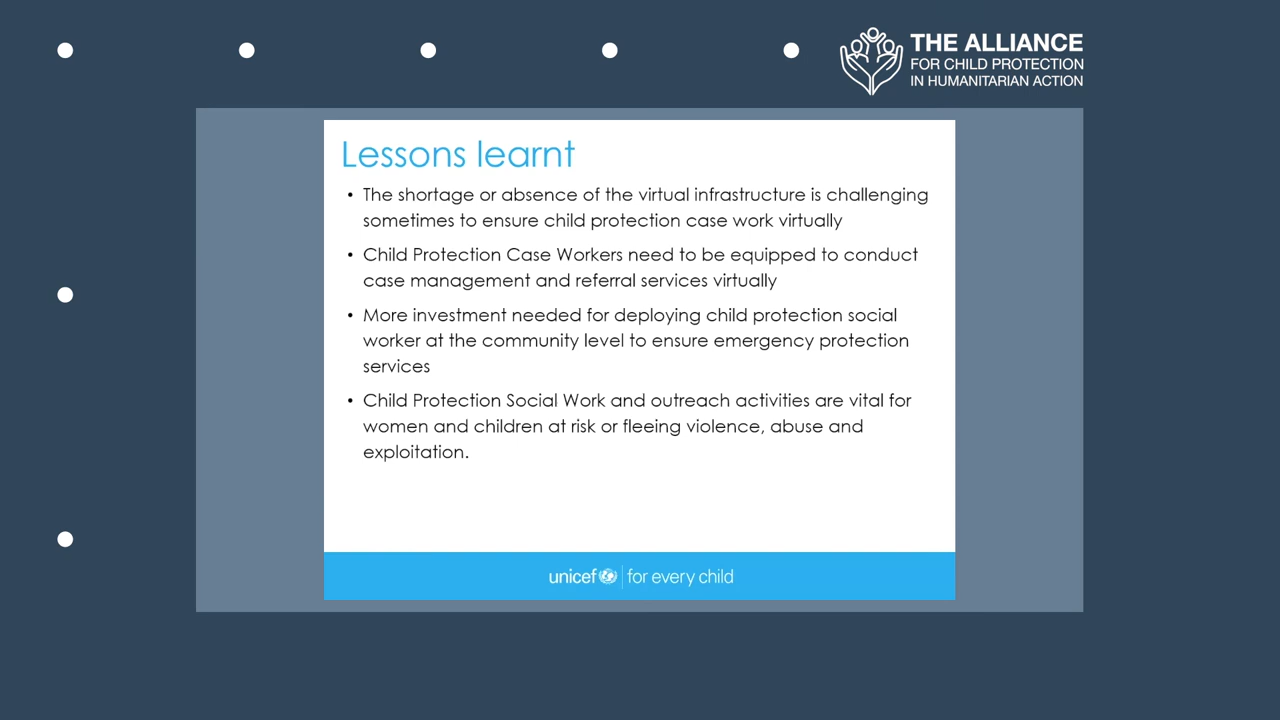 THE ALLIANCE
FOR CHILD PROTECTION
IN HUMANITARIAN ACTION
Lessons learnt
• The shortage or absence of the virtual infrastructure is challenging
sometimes to ensure child protection case work virtually
• Child Protection Case Workers need to be equipped to conduct
case management and referral services virtually
• More investment needed for deploying child protection social
worker at the community level to ensure emergency protection
services
• Child Protection Social Work and outreach activities are vital for
women and children at risk or fleeing violence, abuse and
exploitation.
unicef | for every child